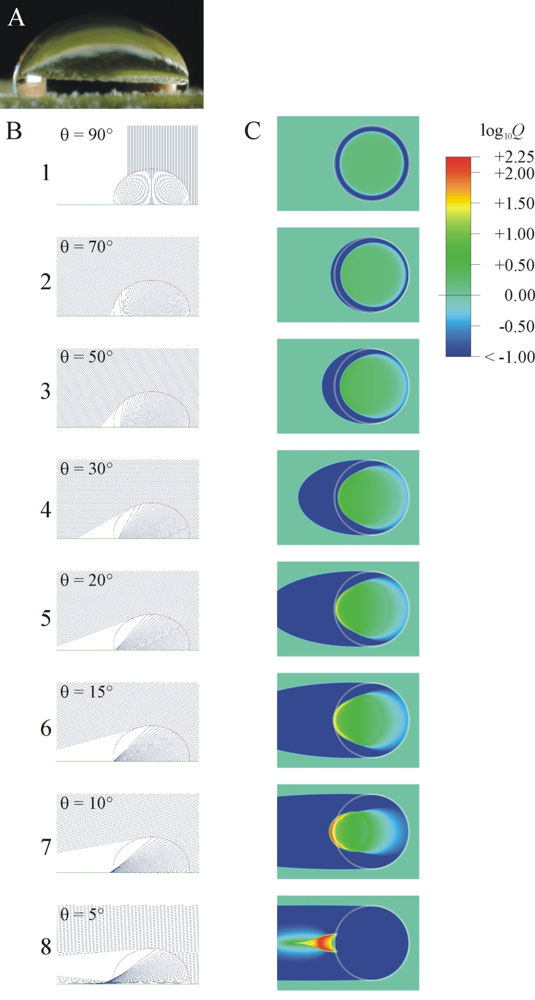 A
B
C
log₁₀Q
+2.25
+2.00
+1.50
+1.00
+0.50
0.00
-0.50
< -1.00
1
θ = 90°
2
θ = 70°
3
θ = 50°
4
θ = 30°
5
θ = 20°
6
θ = 15°
7
θ = 10°
8
θ = 5°